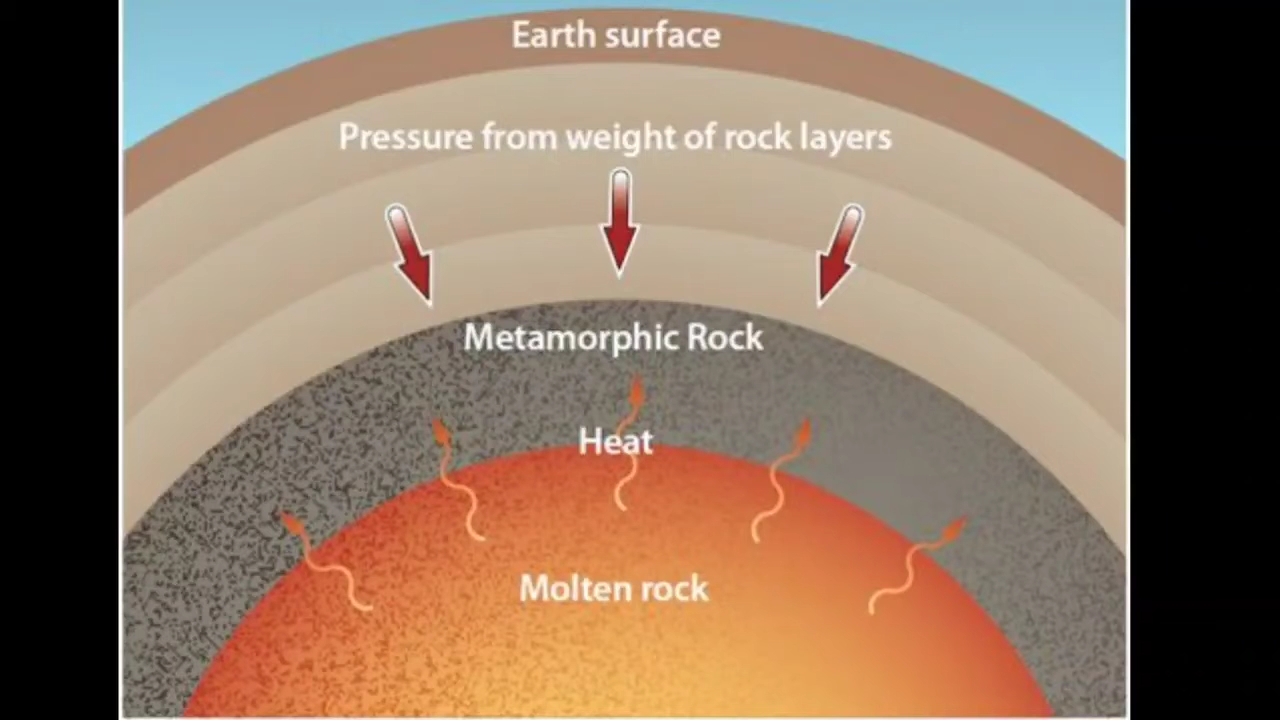 Earth surface
Pressure from weight of rock layers
Metamorphic Rock
Heat
Molten rock